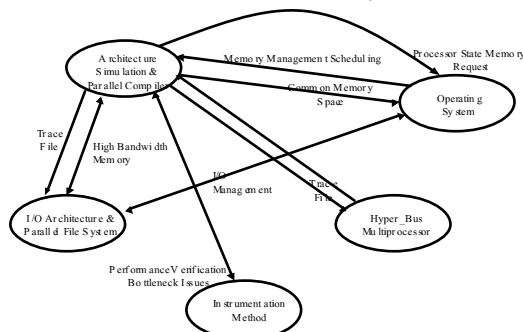 Architecture
Simulation &
Parallel Compiler
Memory Management Scheduling
Processor State Memory
Request
Common Memory
Space
Operating
System
Trace
File
High Bandwidth
Memory
I/O
Management
Trace
File
I/O Architecture &
Parallel File System
Hyper_Bus
Multiprocessor
Performance Verification
Bottleneck Issues
Instrumentation
Method